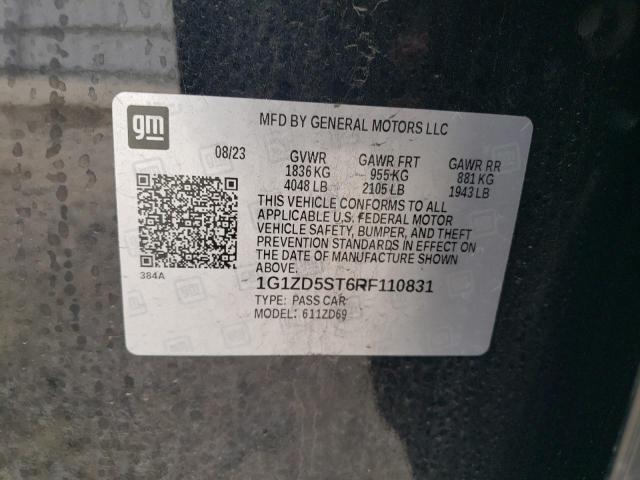 gm
MFD BY GENERAL MOTORS LLC
08/23 GVWR GAWR FRT GAWR RR
1836 KG 955 KG 881 KG
4048 LB 2105 LB 1943 LB
THIS VEHICLE CONFORMS TO ALL
APPLICABLE U.S. FEDERAL MOTOR
VEHICLE SAFETY, BUMPER, AND THEFT
PREVENTION STANDARDS IN EFFECT ON
THE DATE OF MANUFACTURE SHOWN
ABOVE.
384A
1G1ZD5ST6RF110831
TYPE: PASS CAR
MODEL: 611ZD69